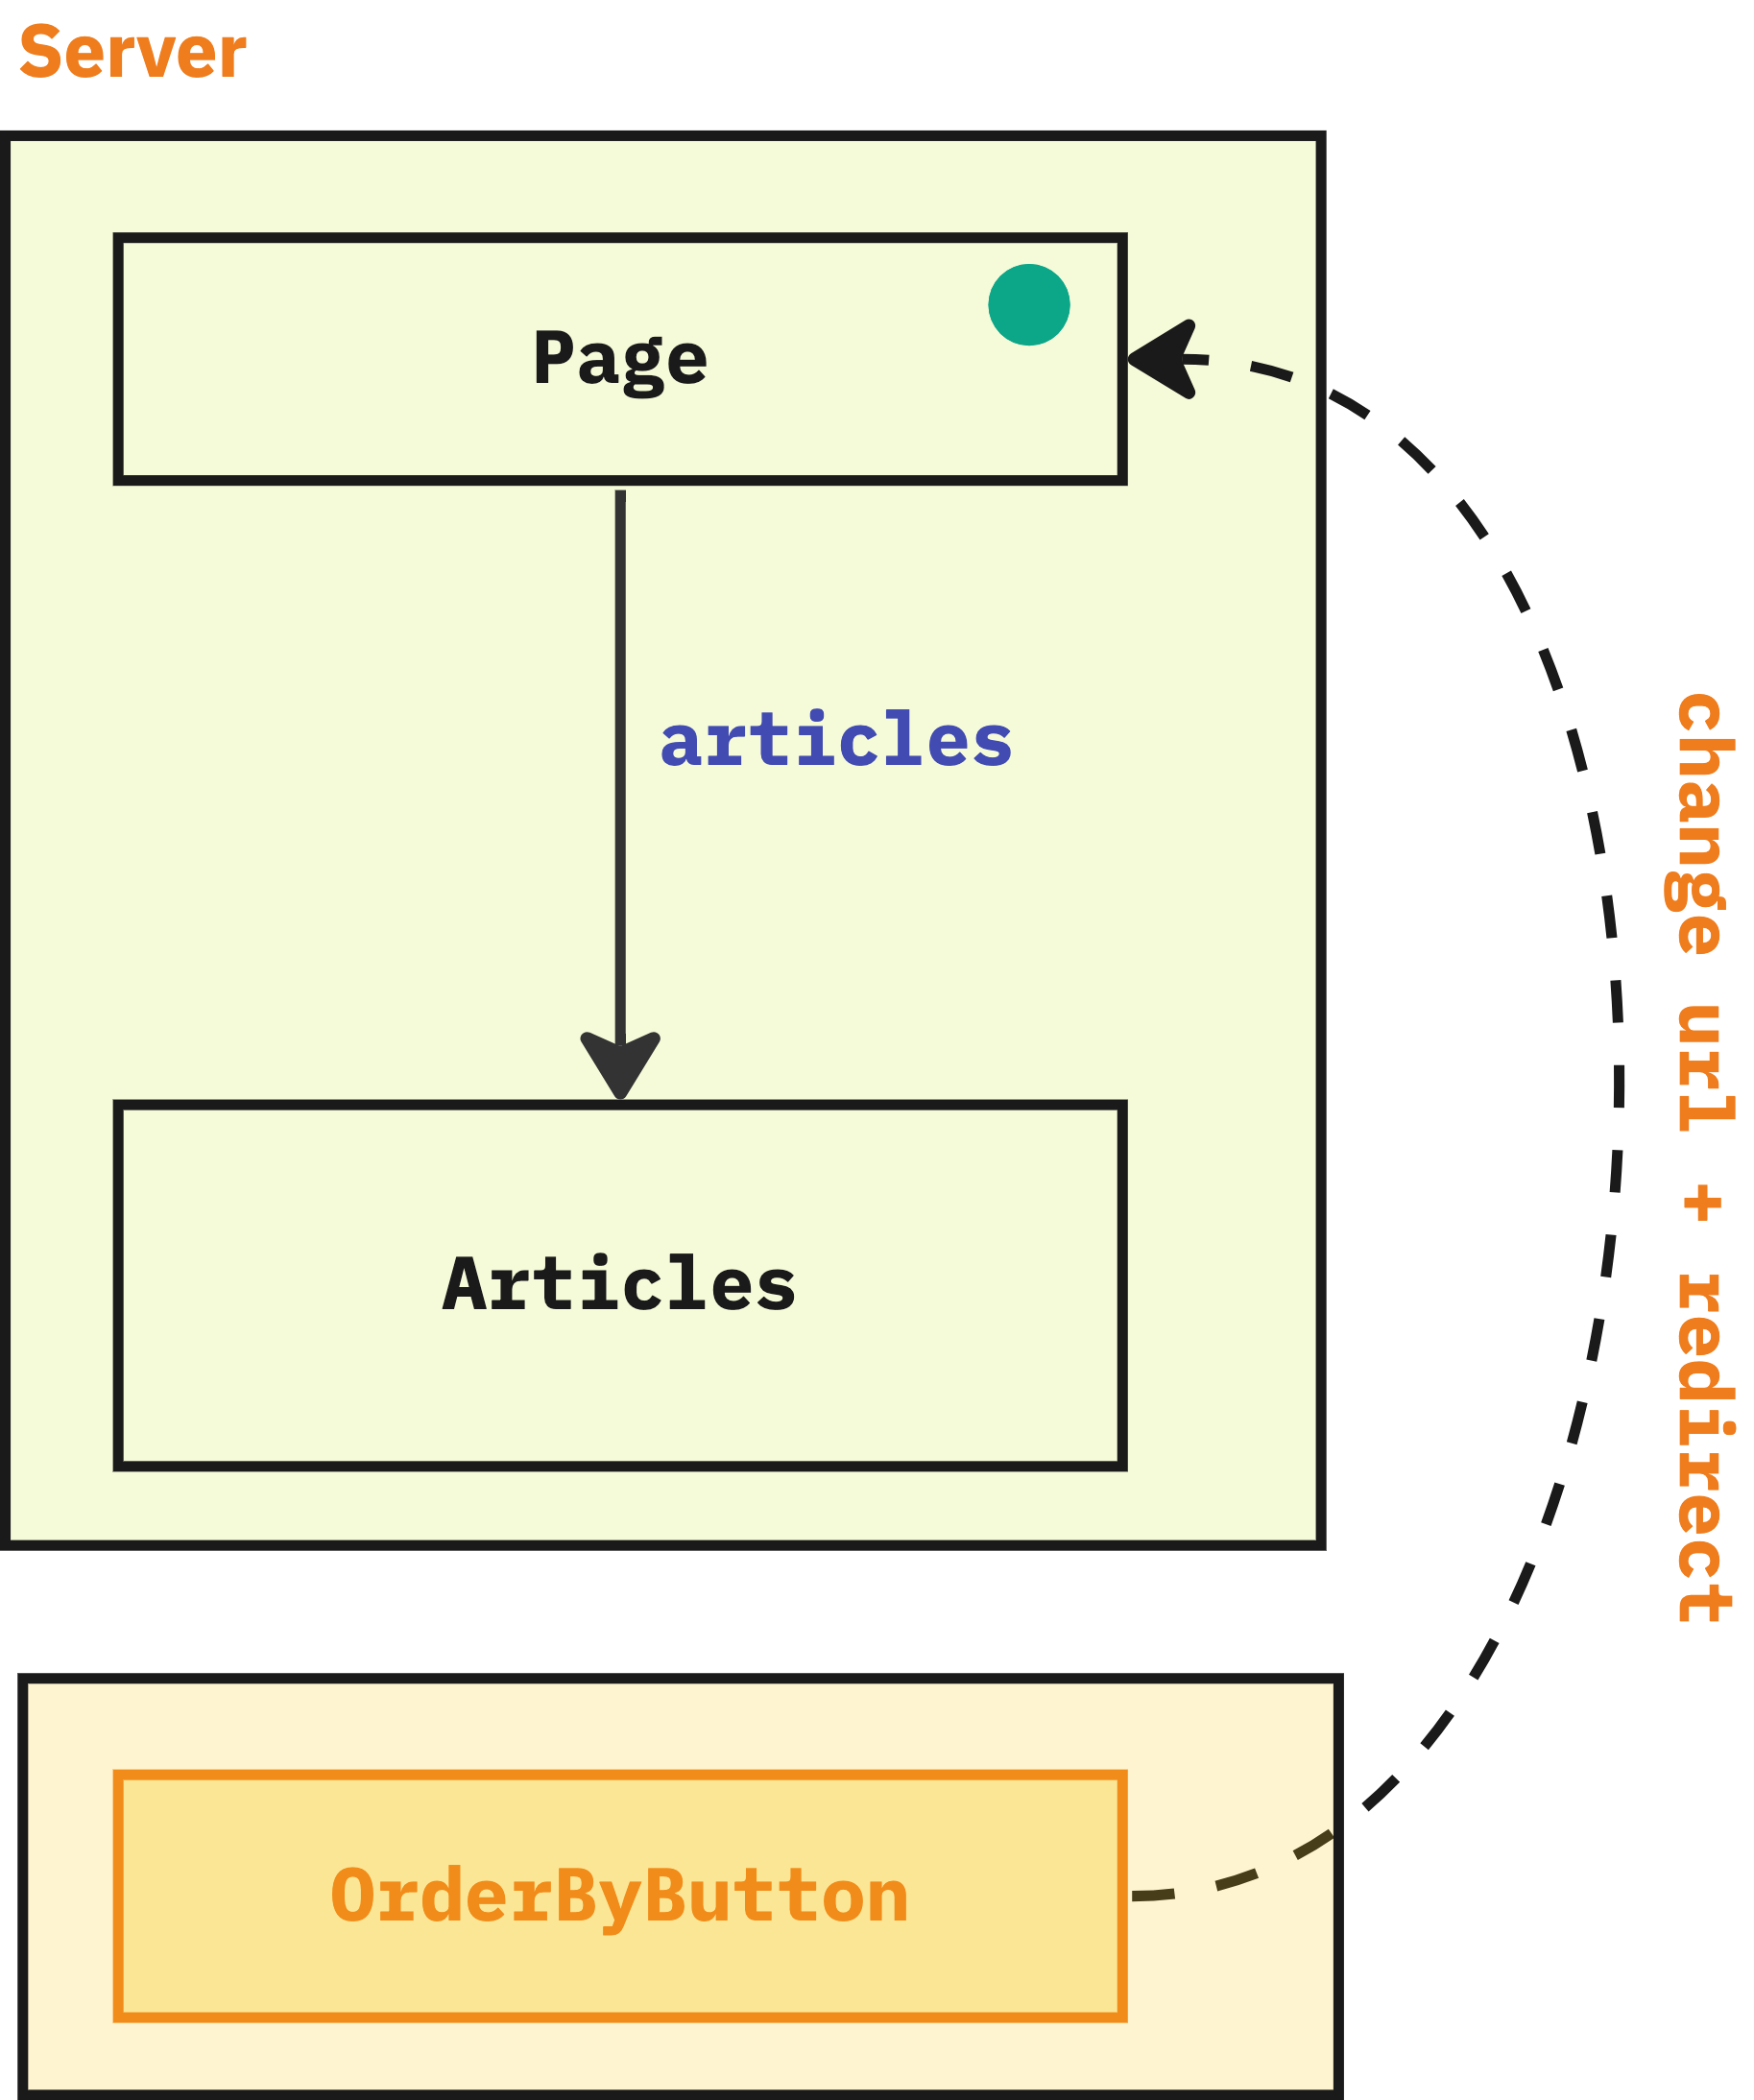 Server
Page
articles
change url + redirect
Articles
OrderByButton